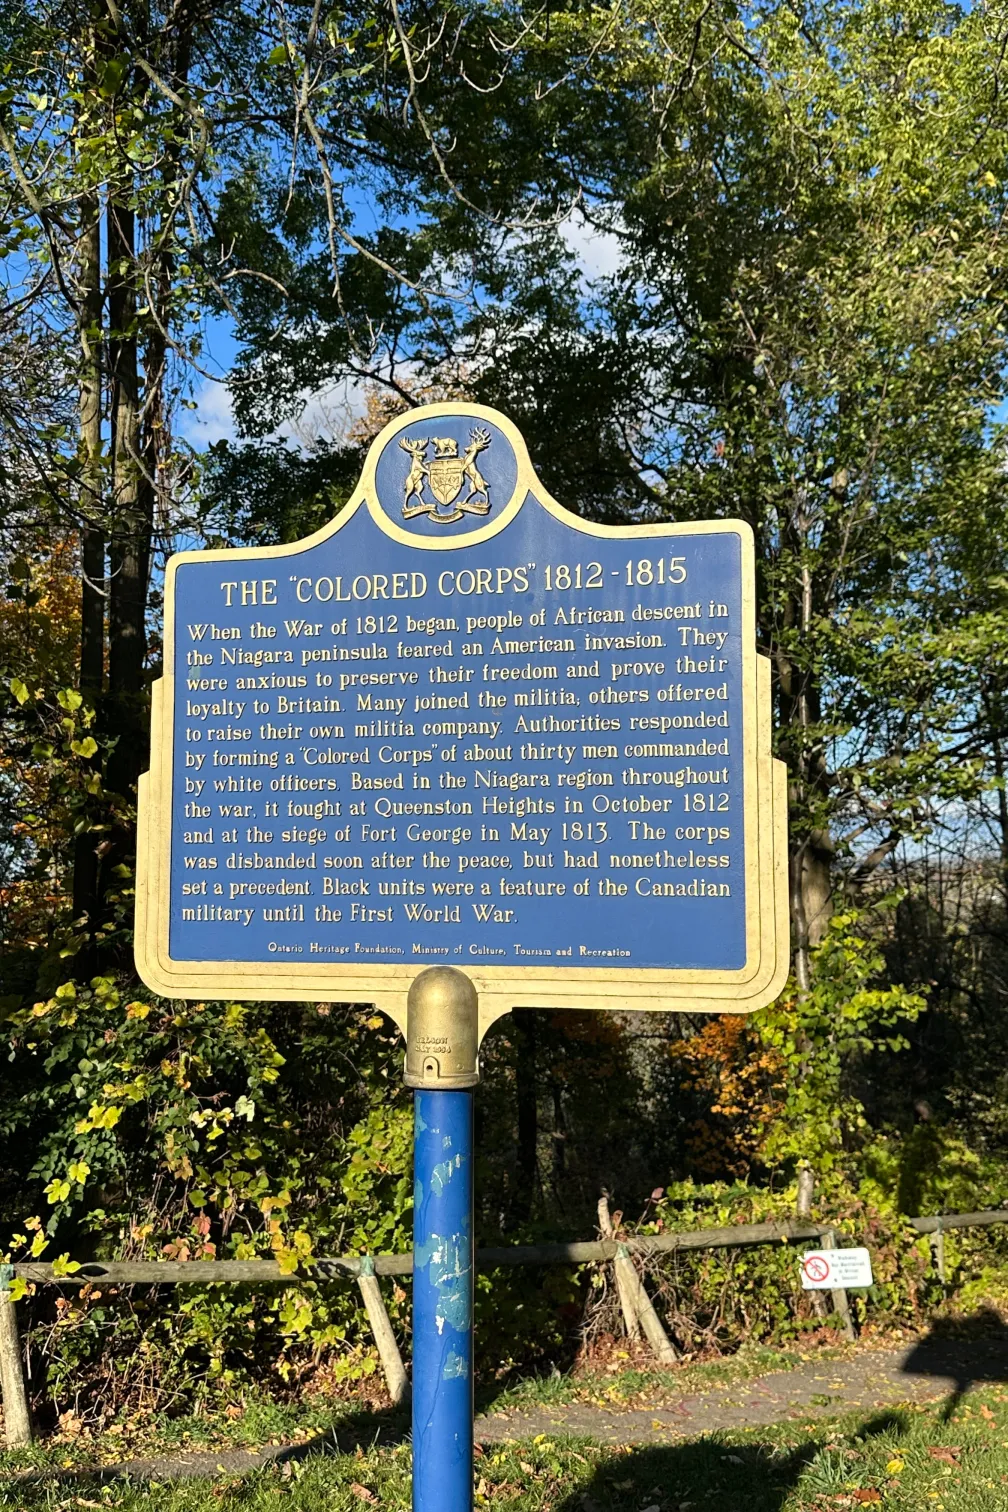 THE "COLORED CORPS" 1812 - 1815
When the War of 1812 began, people of African descent in
the Niagara peninsula feared an American invasion. They
were anxious to preserve their freedom and prove their
loyalty to Britain. Many joined the militia; others offered
to raise their own militia company. Authorities responded
by forming a "Colored Corps" of about thirty men commanded
by white officers. Based in the Niagara region throughout
the war, it fought at Queenston Heights in October 1812
and at the siege of Fort George in May 1813. The corps
was disbanded soon after the peace, but had nonetheless
set a precedent. Black units were a feature of the Canadian
military until the First World War.
Ontario Heritage Foundation, Ministry of Culture, Tourism and Recreation